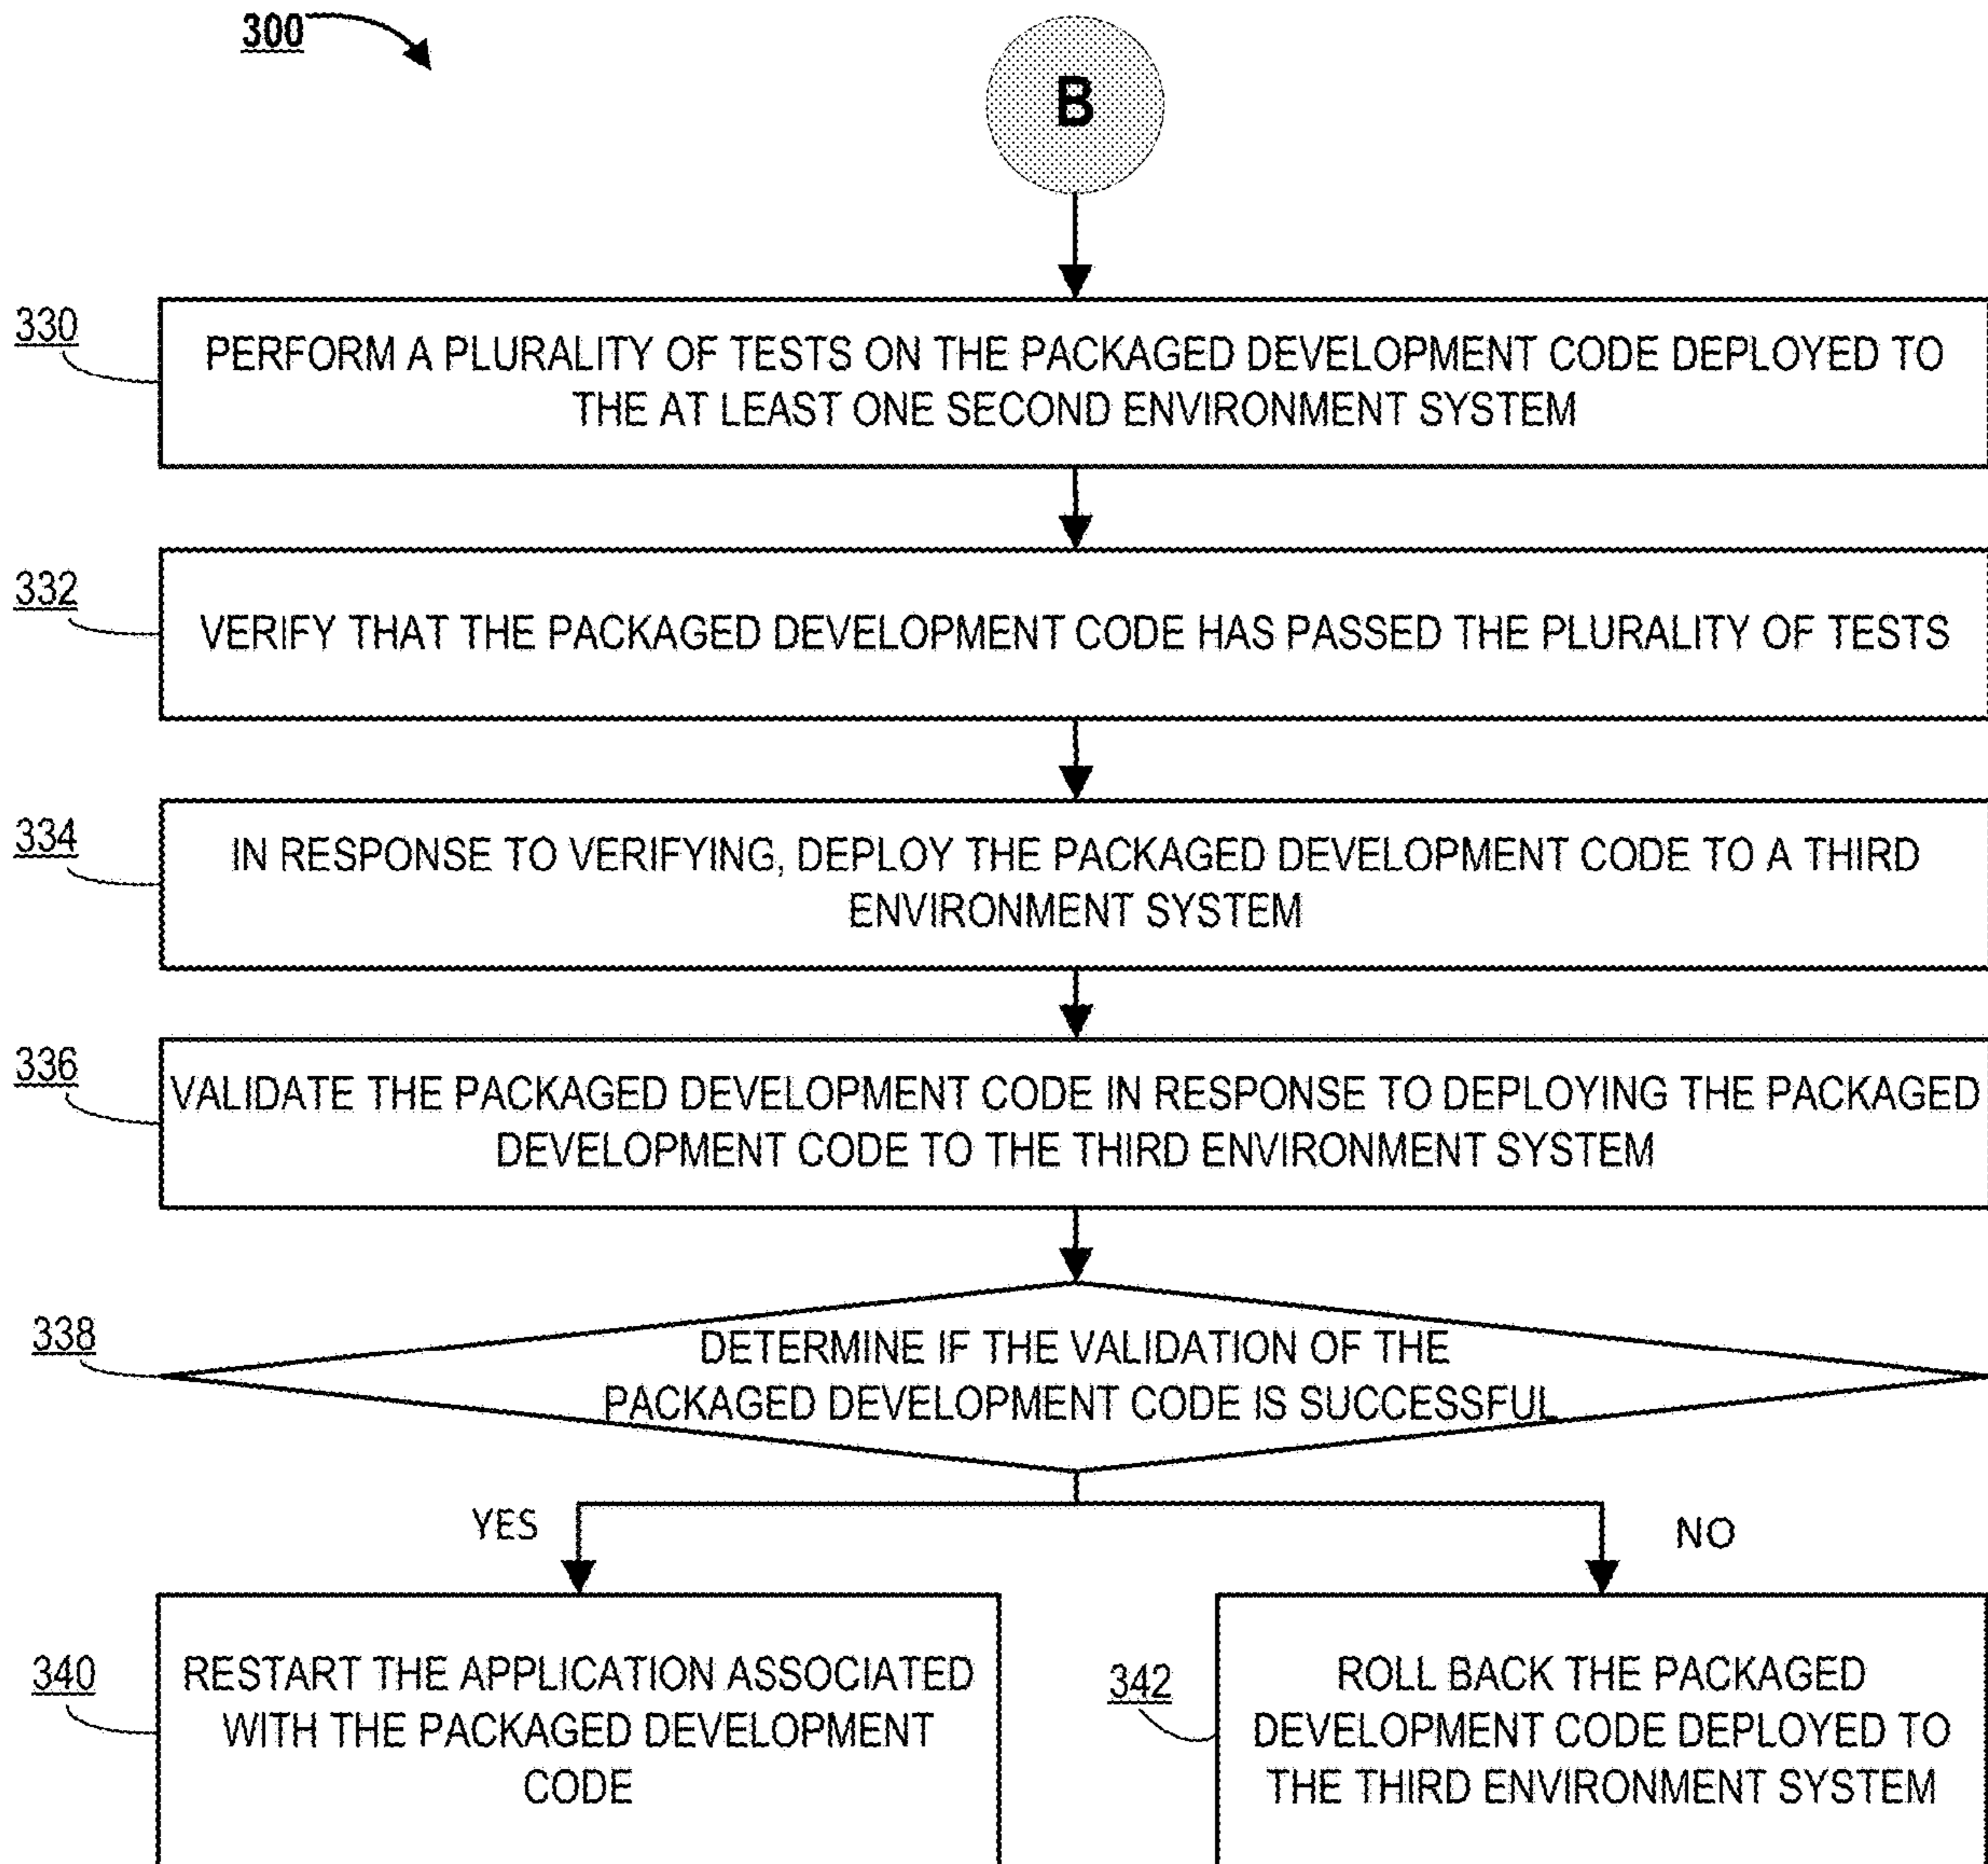 300
B
330
PERFORM A PLURALITY OF TESTS ON THE PACKAGED DEVELOPMENT CODE DEPLOYED TO
THE AT LEAST ONE SECOND ENVIRONMENT SYSTEM
332
VERIFY THAT THE PACKAGED DEVELOPMENT CODE HAS PASSED THE PLURALITY OF TESTS
334
IN RESPONSE TO VERIFYING, DEPLOY THE PACKAGED DEVELOPMENT CODE TO A THIRD
ENVIRONMENT SYSTEM
336
VALIDATE THE PACKAGED DEVELOPMENT CODE IN RESPONSE TO DEPLOYING THE PACKAGED
DEVELOPMENT CODE TO THE THIRD ENVIRONMENT SYSTEM
338
DETERMINE IF THE VALIDATION OF THE
PACKAGED DEVELOPMENT CODE IS SUCCESSFUL
YES
NO
340
RESTART THE APPLICATION ASSOCIATED
WITH THE PACKAGED DEVELOPMENT
CODE
342
ROLL BACK THE PACKAGED
DEVELOPMENT CODE DEPLOYED TO
THE THIRD ENVIRONMENT SYSTEM